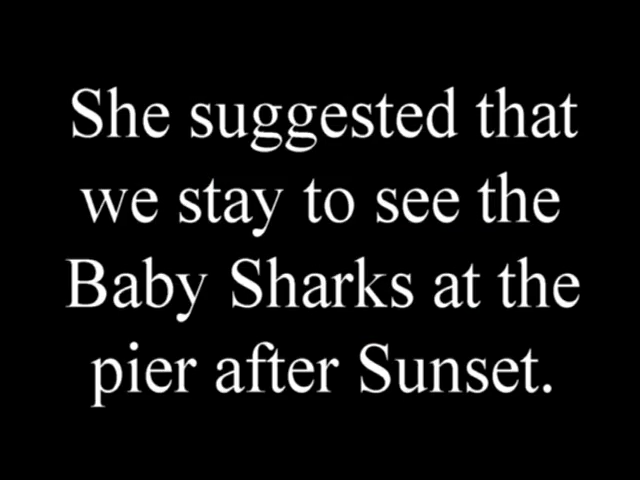 She suggested that
we stay to see the
Baby Sharks at the
pier after Sunset.